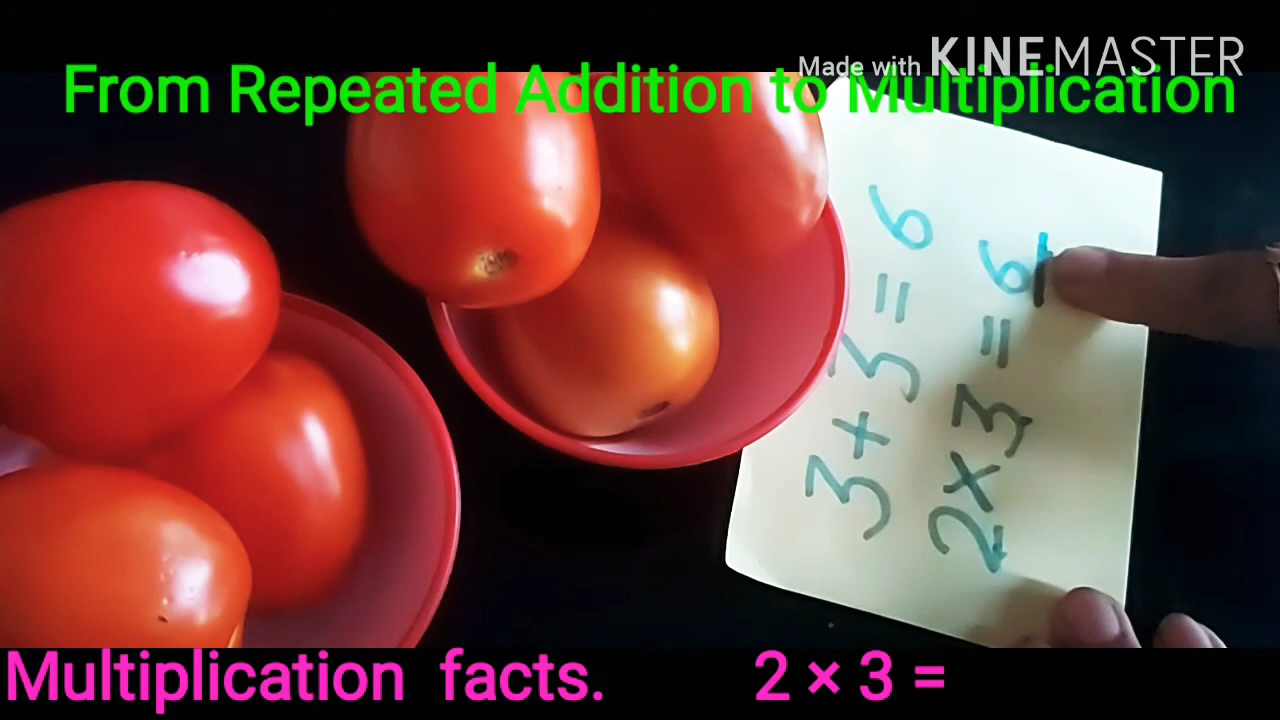 Made with KINEMASTER
From Repeated Addition to Multiplication
3+3=6
2×3=6
Multiplication facts. 2 × 3 =